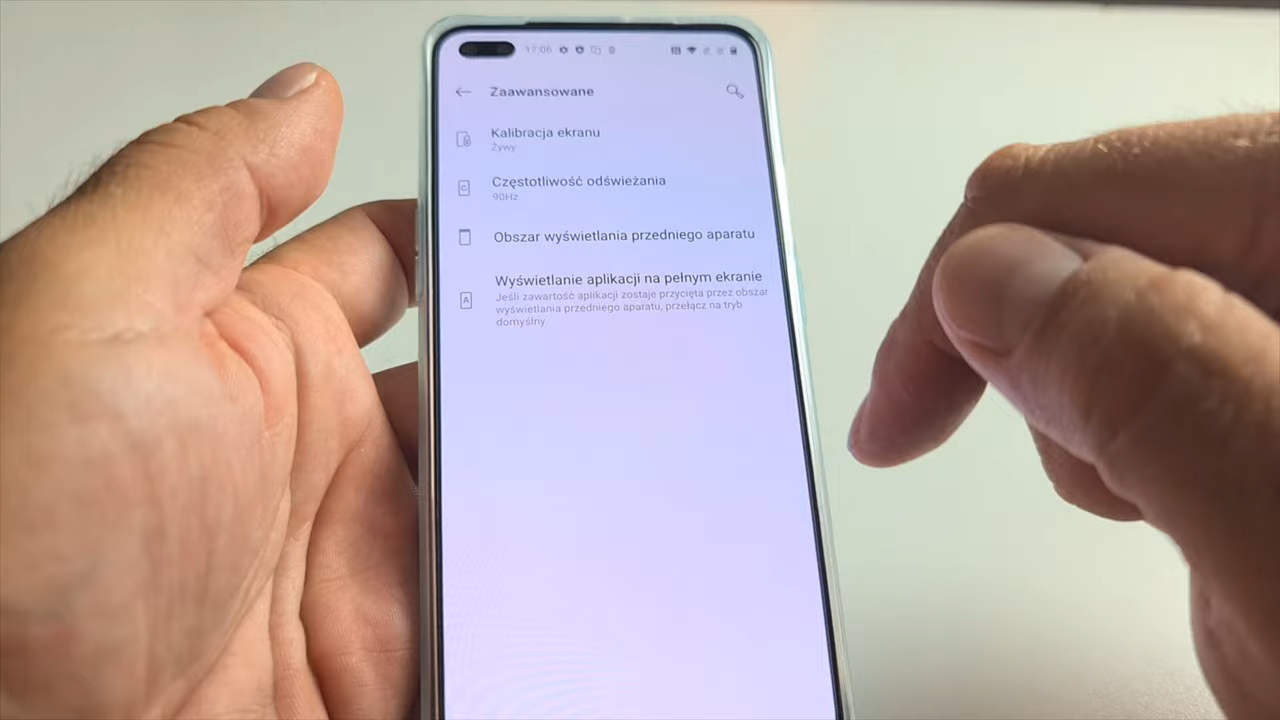 17:06
Zaawansowane
Kalibracja ekranu
Żywy
Częstotliwość odświeżania
90Hz
Obszar wyświetlania przedniego aparatu
Wyświetlanie aplikacji na pełnym ekranie
Jeśli zawartość aplikacji zostaje przycięta przez obszar
wyświetlania przedniego aparatu, przełącz na tryb
domyślny